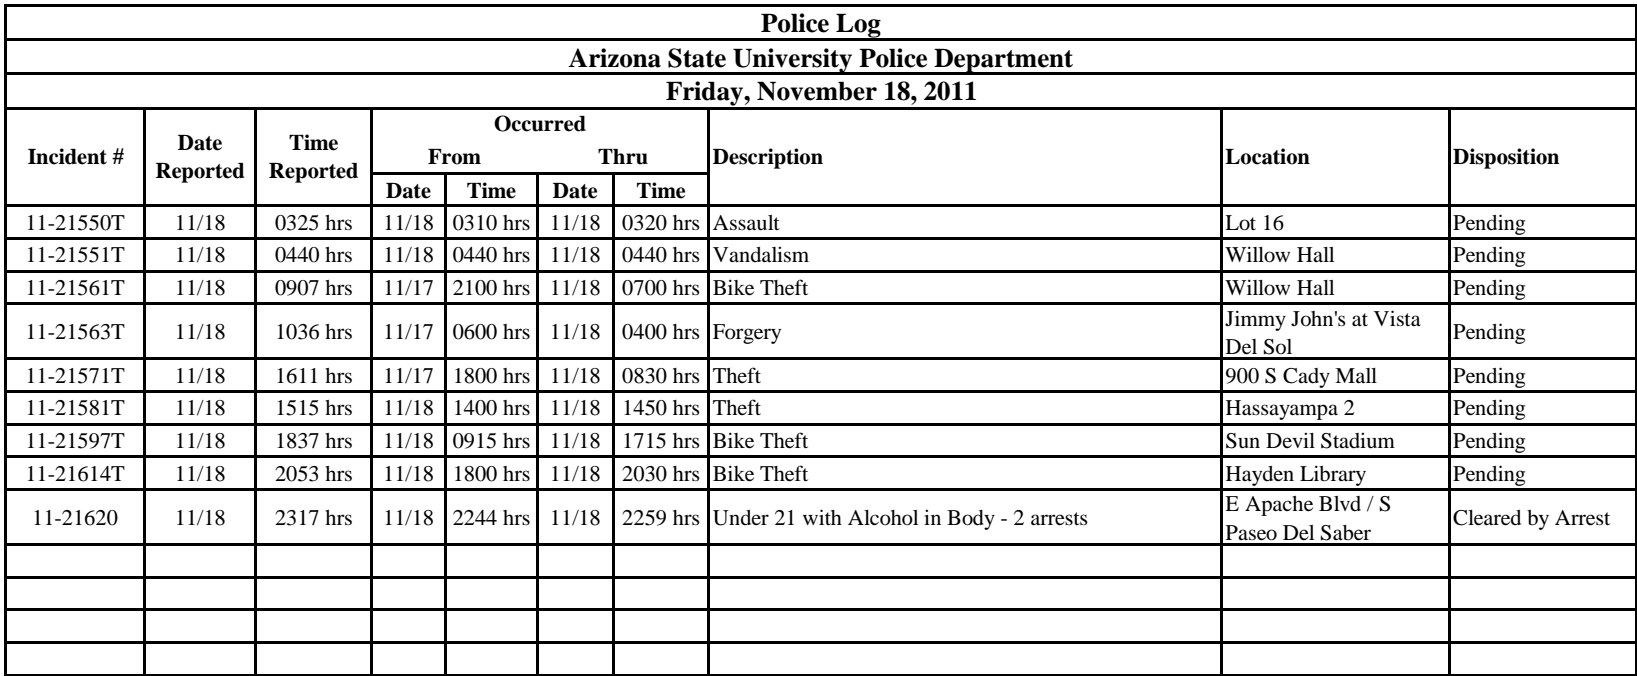 Police Log
Arizona State University Police Department
Friday, November 18, 2011
Incident # Date Reported Time Reported Occurred Description Location Disposition
From Thru
Date Time Date Time
11-21550T 11/18 0325 hrs 11/18 0310 hrs 11/18 0320 hrs Assault Lot 16 Pending
11-21551T 11/18 0440 hrs 11/18 0440 hrs 11/18 0440 hrs Vandalism Willow Hall Pending
11-21561T 11/18 0907 hrs 11/17 2100 hrs 11/18 0700 hrs Bike Theft Willow Hall Pending
11-21563T 11/18 1036 hrs 11/17 0600 hrs 11/18 0400 hrs Forgery Jimmy John's at Vista Del Sol Pending
11-21571T 11/18 1611 hrs 11/17 1800 hrs 11/18 0830 hrs Theft 900 S Cady Mall Pending
11-21581T 11/18 1515 hrs 11/18 1400 hrs 11/18 1450 hrs Theft Hassayampa 2 Pending
11-21597T 11/18 1837 hrs 11/18 0915 hrs 11/18 1715 hrs Bike Theft Sun Devil Stadium Pending
11-21614T 11/18 2053 hrs 11/18 1800 hrs 11/18 2030 hrs Bike Theft Hayden Library Pending
11-21620 11/18 2317 hrs 11/18 2244 hrs 11/18 2259 hrs Under 21 with Alcohol in Body - 2 arrests E Apache Blvd / S Paseo Del Saber Cleared by Arrest